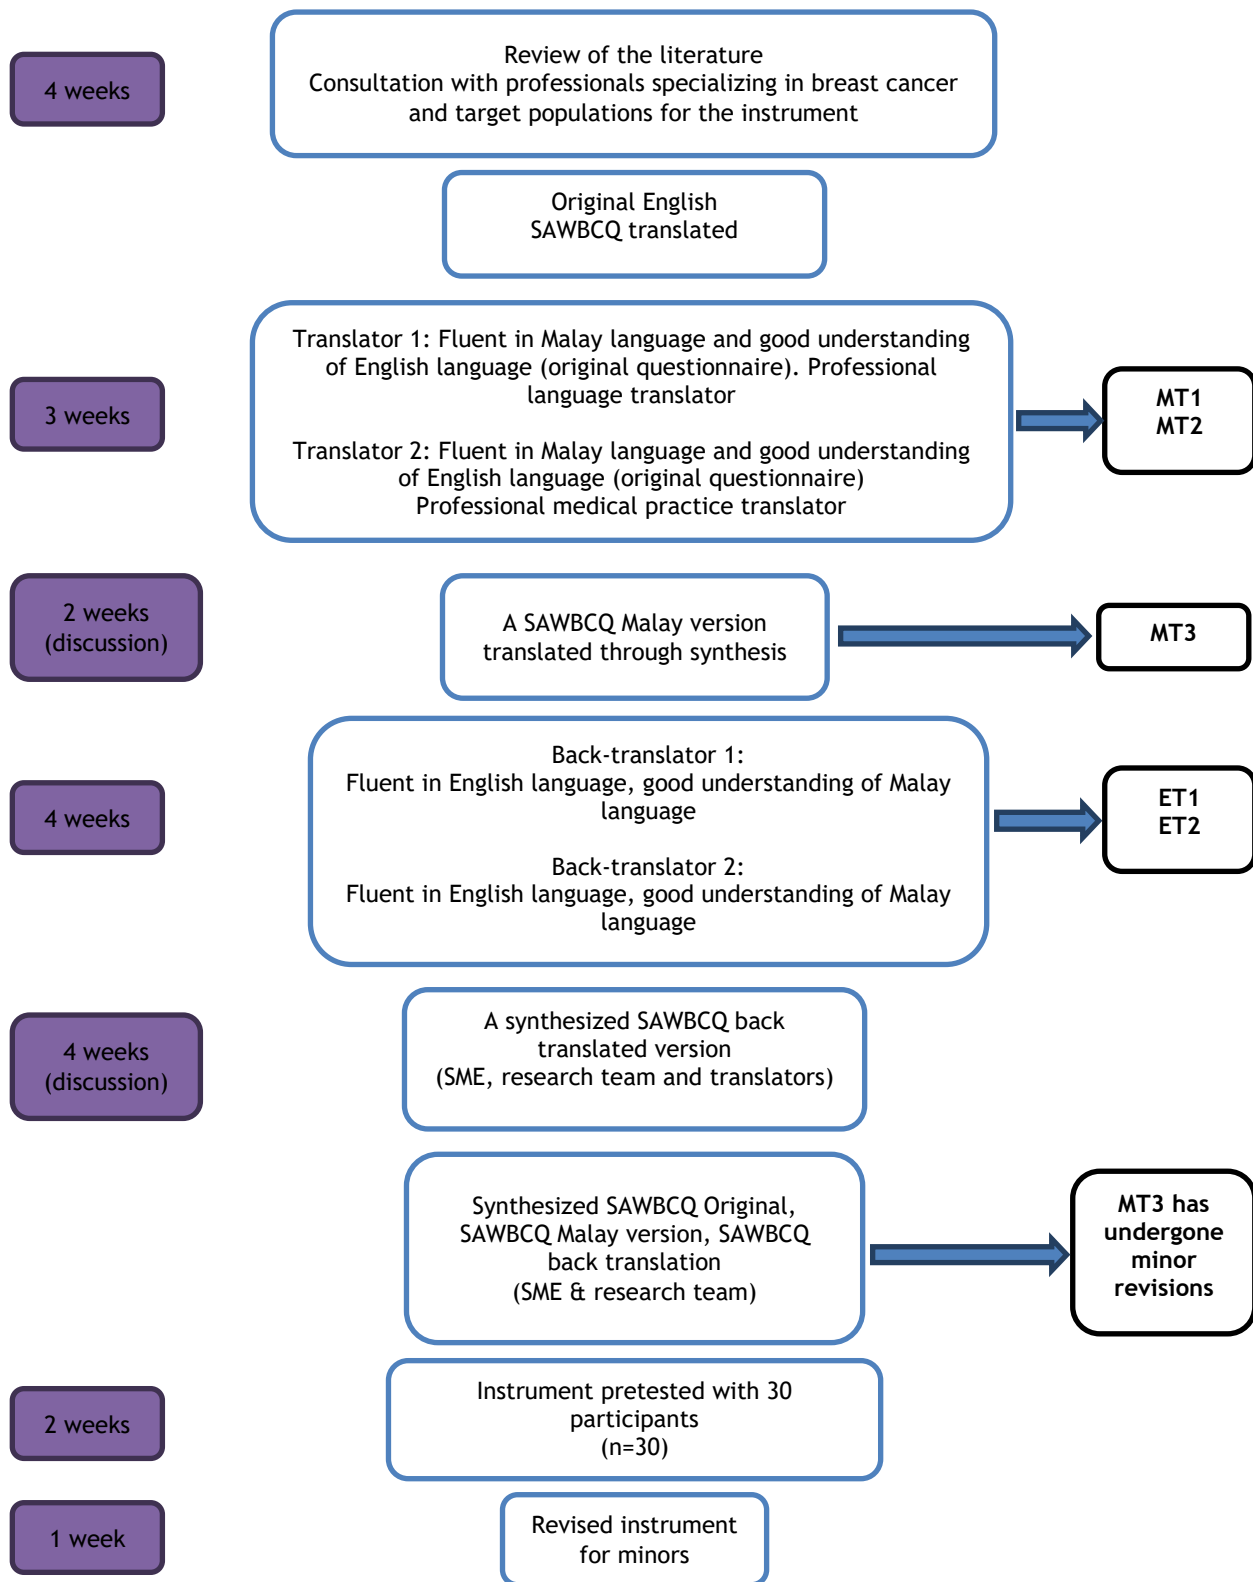 4 weeks
Review of the literature
Consultation with professionals specializing in breast cancer
and target populations for the instrument
Original English
SAWBCQ translated
3 weeks
Translator 1: Fluent in Malay language and good understanding
of English language (original questionnaire). Professional
language translator
Translator 2: Fluent in Malay language and good understanding
of English language (original questionnaire)
Professional medical practice translator
MT1
MT2
2 weeks
(discussion)
A SAWBCQ Malay version
translated through synthesis
MT3
4 weeks
Back-translator 1:
Fluent in English language, good understanding of Malay
language
Back-translator 2:
Fluent in English language, good understanding of Malay
language
ET1
ET2
4 weeks
(discussion)
A synthesized SAWBCQ back
translated version
(SME, research team and translators)
Synthesized SAWBCQ Original,
SAWBCQ Malay version, SAWBCQ
back translation
(SME & research team)
MT3 has
undergone
minor
revisions
2 weeks
Instrument pretested with 30
participants
(n=30)
1 week
Revised instrument
for minors